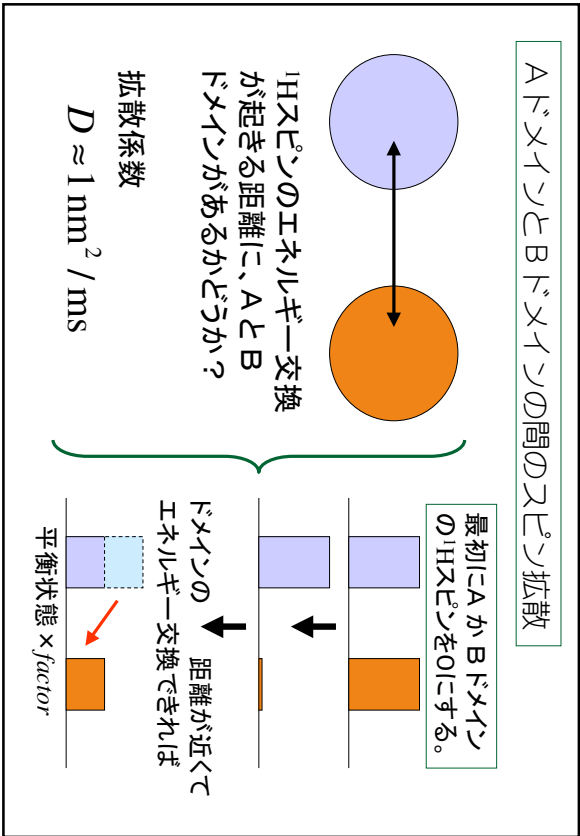 AドメインとBドメインの間のスピン拡散
¹Hスピンのエネルギー交換
が起きる距離に、AとB
ドメインがあるかどうか?
拡散係数
D ≈ 1 nm² / ms
最初にA か Bドメイン
の¹Hスピンを0にする。
ドメインの 距離が近くて
エネルギー交換できれば
平衡状態×factor